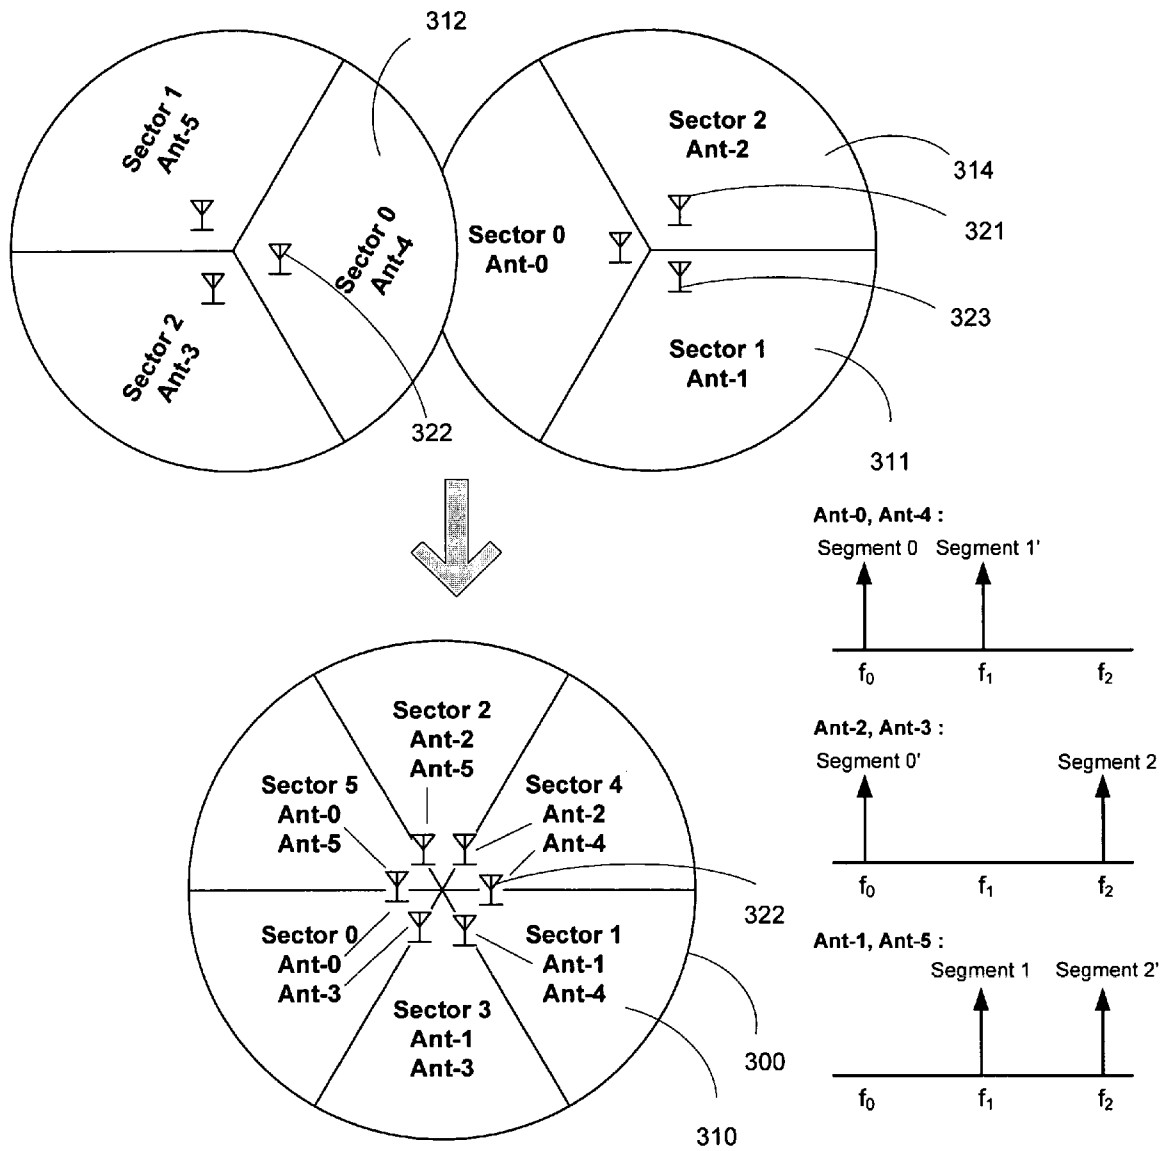 312
Sector 1
Ant-5
Sector 0
Ant-4
Sector 2
Ant-3
322
Sector 0
Ant-0
Sector 2
Ant-2
314
321
323
Sector 1
Ant-1
311
Ant-0, Ant-4 :
Segment 0 Segment 1'
f0 f1 f2
Ant-2, Ant-3 :
Segment 0' Segment 2
f0 f1 f2
Ant-1, Ant-5 :
Segment 1 Segment 2'
f0 f1 f2
Sector 2
Ant-2
Ant-5
Sector 5
Ant-0
Ant-5
Sector 4
Ant-2
Ant-4
322
Sector 0
Ant-0
Ant-3
Sector 1
Ant-1
Ant-4
Sector 3
Ant-1
Ant-3
300
310